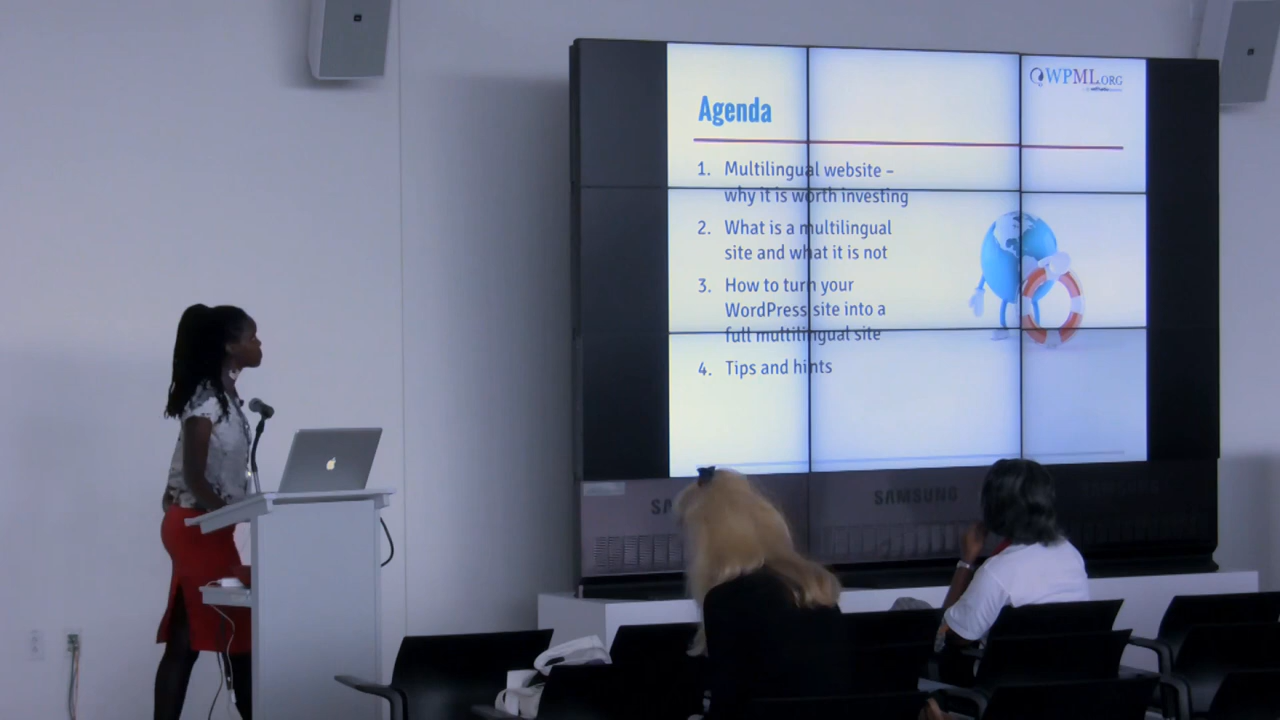 WPML.ORG
Agenda
1. Multilingual website –
why it is worth investing
2. What is a multilingual
site and what it is not
3. How to turn your
WordPress site into a
full multilingual site
4. Tips and hints
SAMSUNG